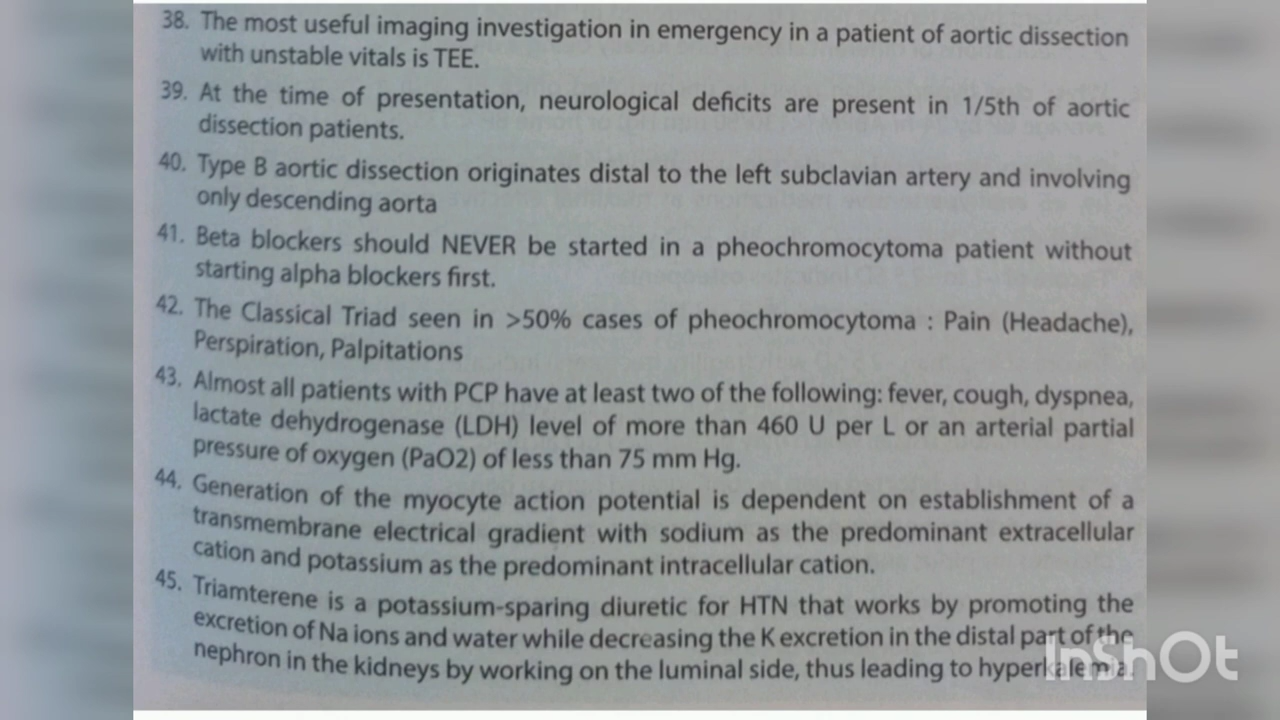 38. The most useful imaging investigation in emergency in a patient of aortic dissection
with unstable vitals is TEE.
39. At the time of presentation, neurological deficits are present in 1/5th of aortic
dissection patients.
40. Type B aortic dissection originates distal to the left subclavian artery and involving
only descending aorta
41. Beta blockers should NEVER be started in a pheochromocytoma patient without
starting alpha blockers first.
42. The Classical Triad seen in >50% cases of pheochromocytoma : Pain (Headache),
Perspiration, Palpitations
43. Almost all patients with PCP have at least two of the following: fever, cough, dyspnea,
lactate dehydrogenase (LDH) level of more than 460 U per L or an arterial partial
pressure of oxygen (PaO2) of less than 75 mm Hg.
44. Generation of the myocyte action potential is dependent on establishment of a
transmembrane electrical gradient with sodium as the predominant extracellular
cation and potassium as the predominant intracellular cation.
45. Triamterene is a potassium-sparing diuretic for HTN that works by promoting the
excretion of Na ions and water while decreasing the K excretion in the distal part of the
nephron in the kidneys by working on the luminal side, thus leading to hyperkalemia.
InShOt